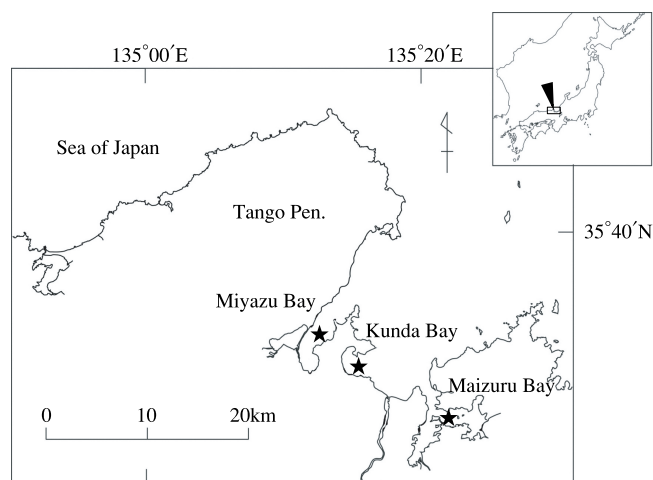 135°00′E
135°20′E
Sea of Japan
Tango Pen.
35°40′N
Miyazu Bay
Kunda Bay
Maizuru Bay
0 10 20km